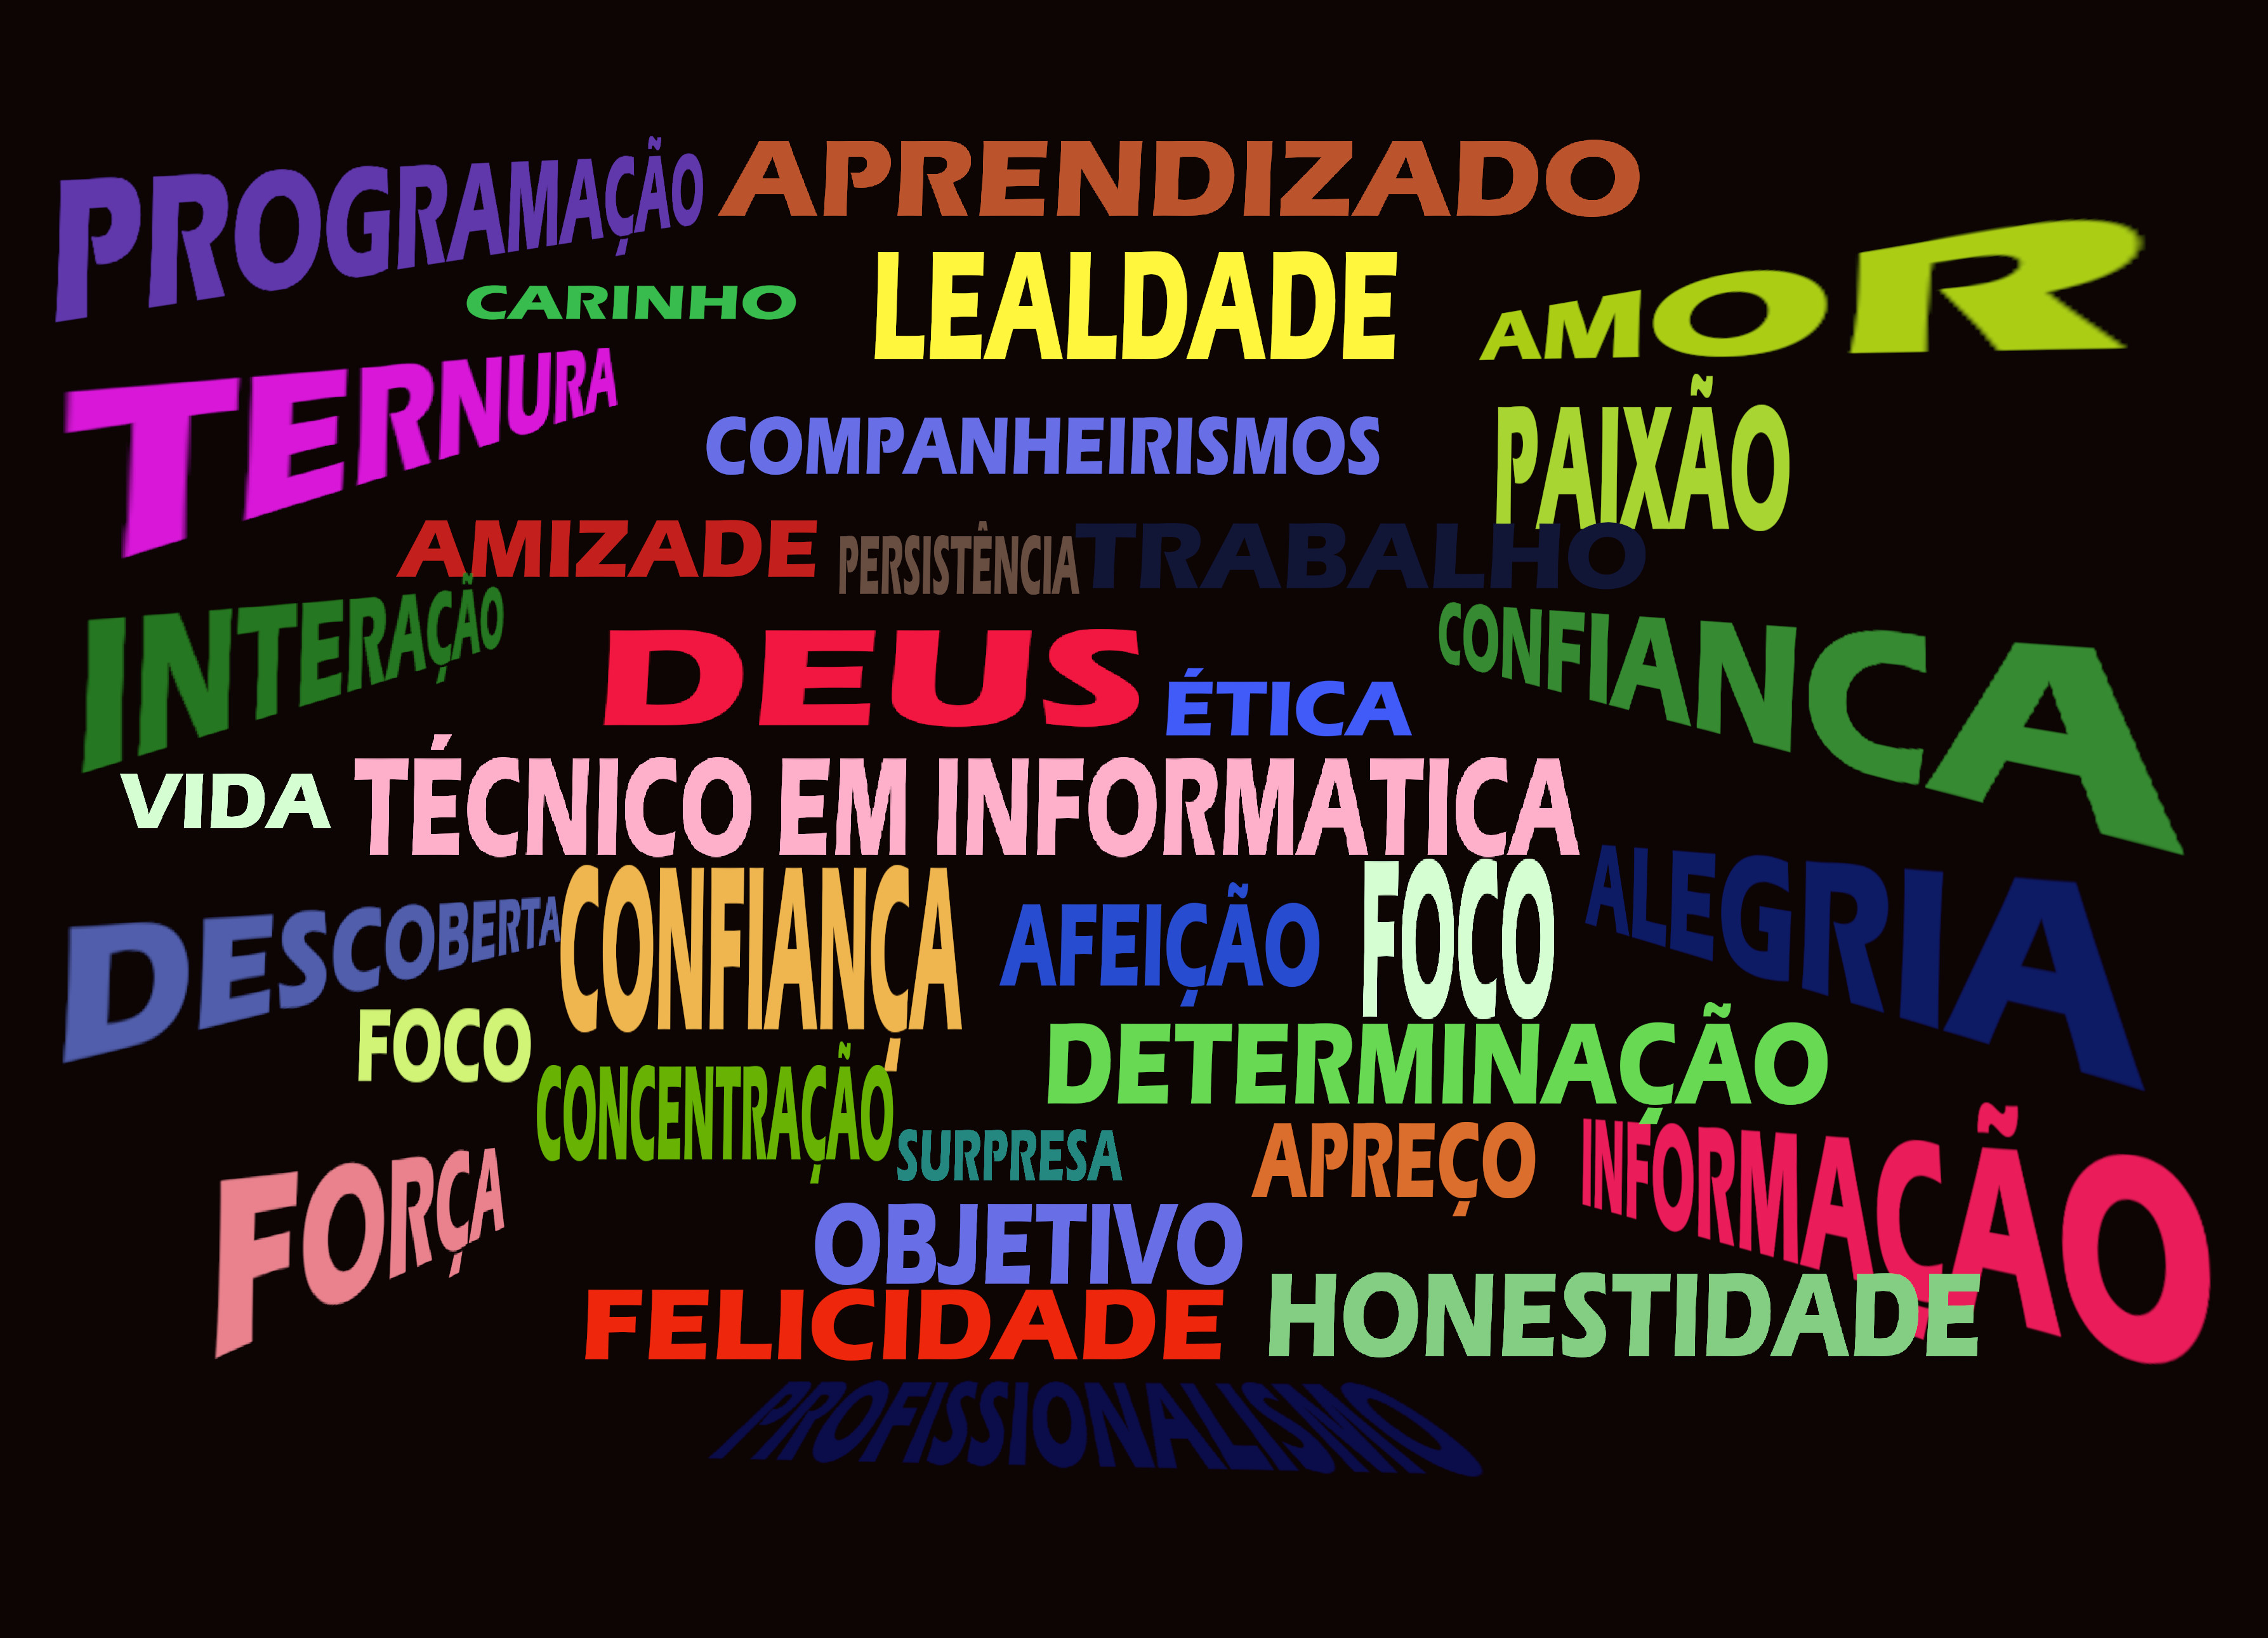 PROGRAMAÇÃO
APRENDIZADO
CARINHO
LEALDADE
AMOR
TERNURA
COMPANHEIRISMOS
PAIXÃO
AMIZADE
PERSISTÊNCIA
TRABALHO
INTERAÇÃO
DEUS
ÉTICA
CONFIANCA
VIDA
TÉCNICO EM INFORMATICA
DESCOBERTA
CONFIANÇA
AFEIÇÃO
FOCO
ALEGRIA
FOCO
CONCENTRAÇÃO
DETERMINAÇÃO
FORÇA
SURPRESA
APREÇO
INFORMAÇÃO
OBJETIVO
FELICIDADE
HONESTIDADE
PROFISSIONALISMO